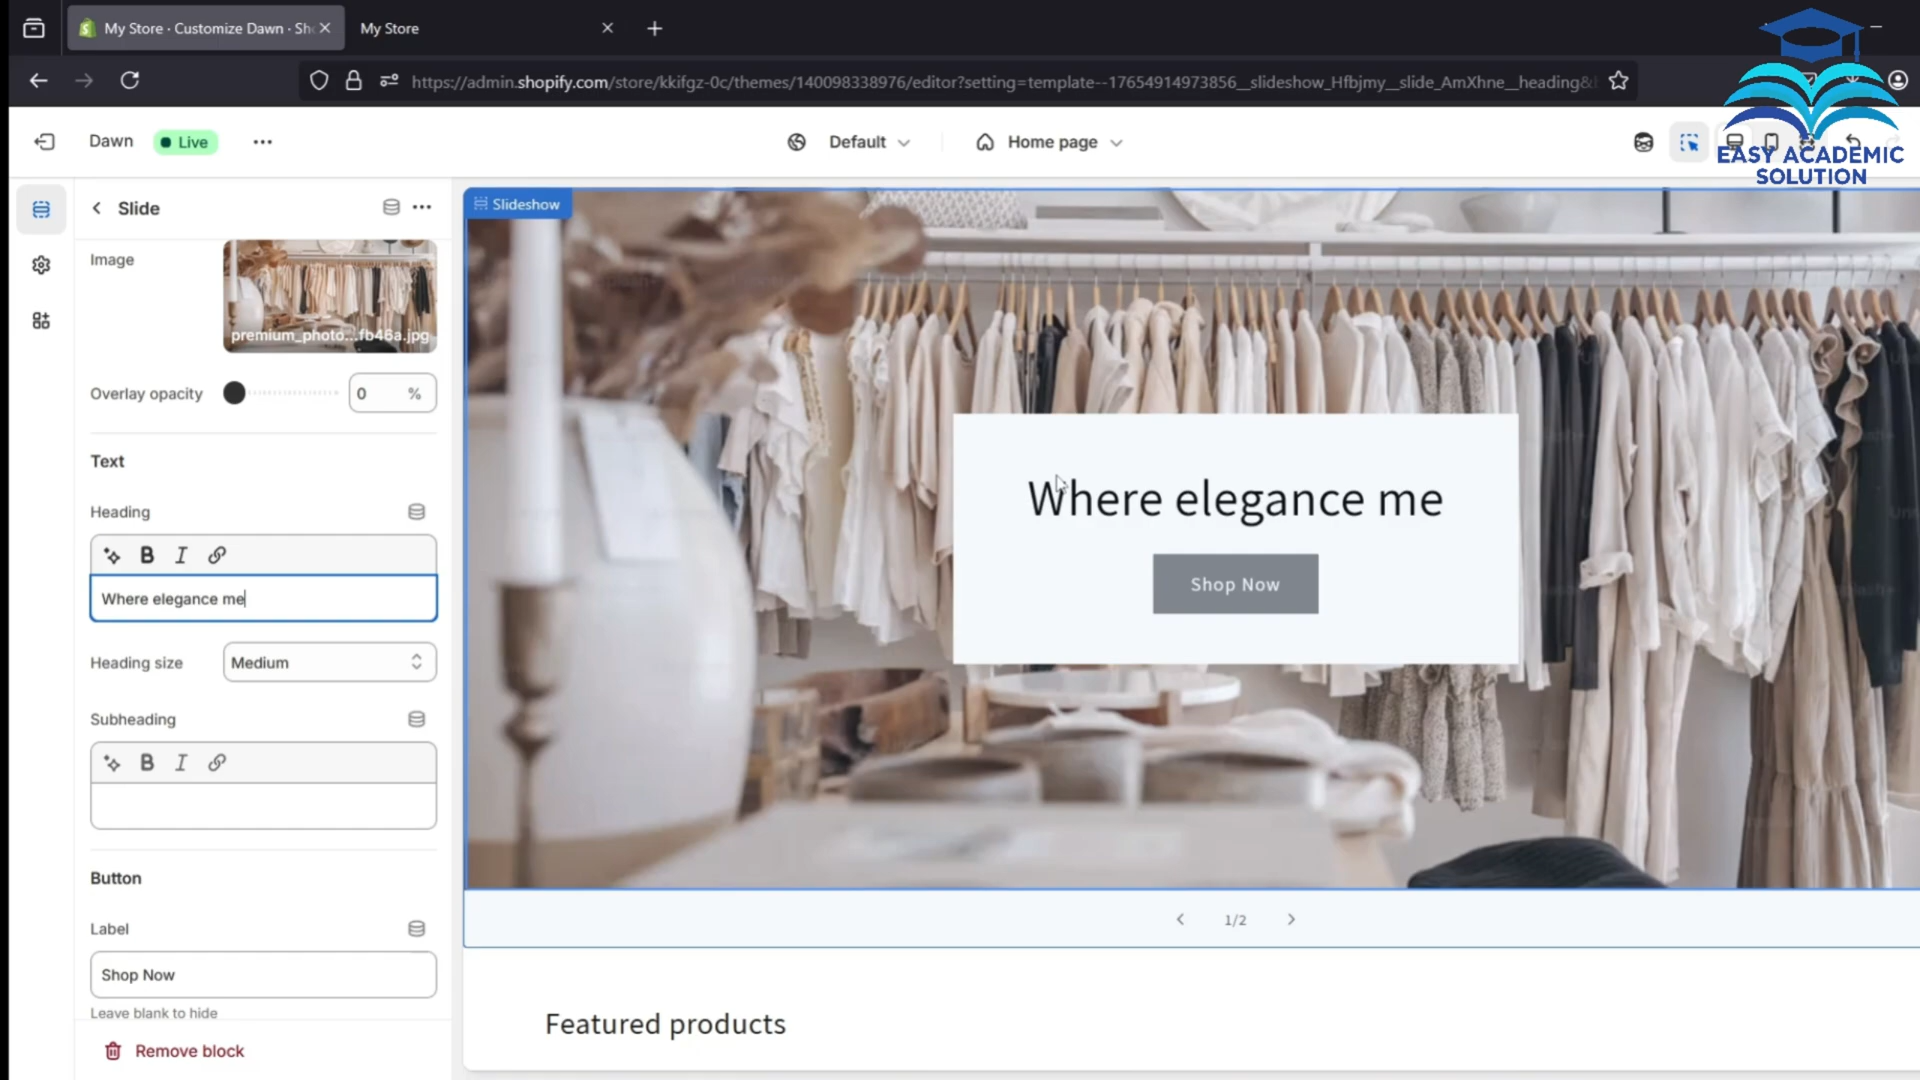 My Store · Customize Dawn · Sh
My Store
https://admin.shopify.com/store/kkifgz-0c/themes/140098338976/editor?setting=template--17654914973856__slideshow_Hfbjmy__slide_AmXhne__heading&
EASY ACADEMIC
SOLUTION
Dawn
Live
Default
Home page
Slide
Image
premium_photo...fb46a.jpg
Overlay opacity
0 %
Text
Heading
B I
Where elegance me
Heading size
Medium
Subheading
B I
Button
Label
Shop Now
Leave blank to hide
Remove block
Slideshow
Where elegance me
Shop Now
1/2
Featured products